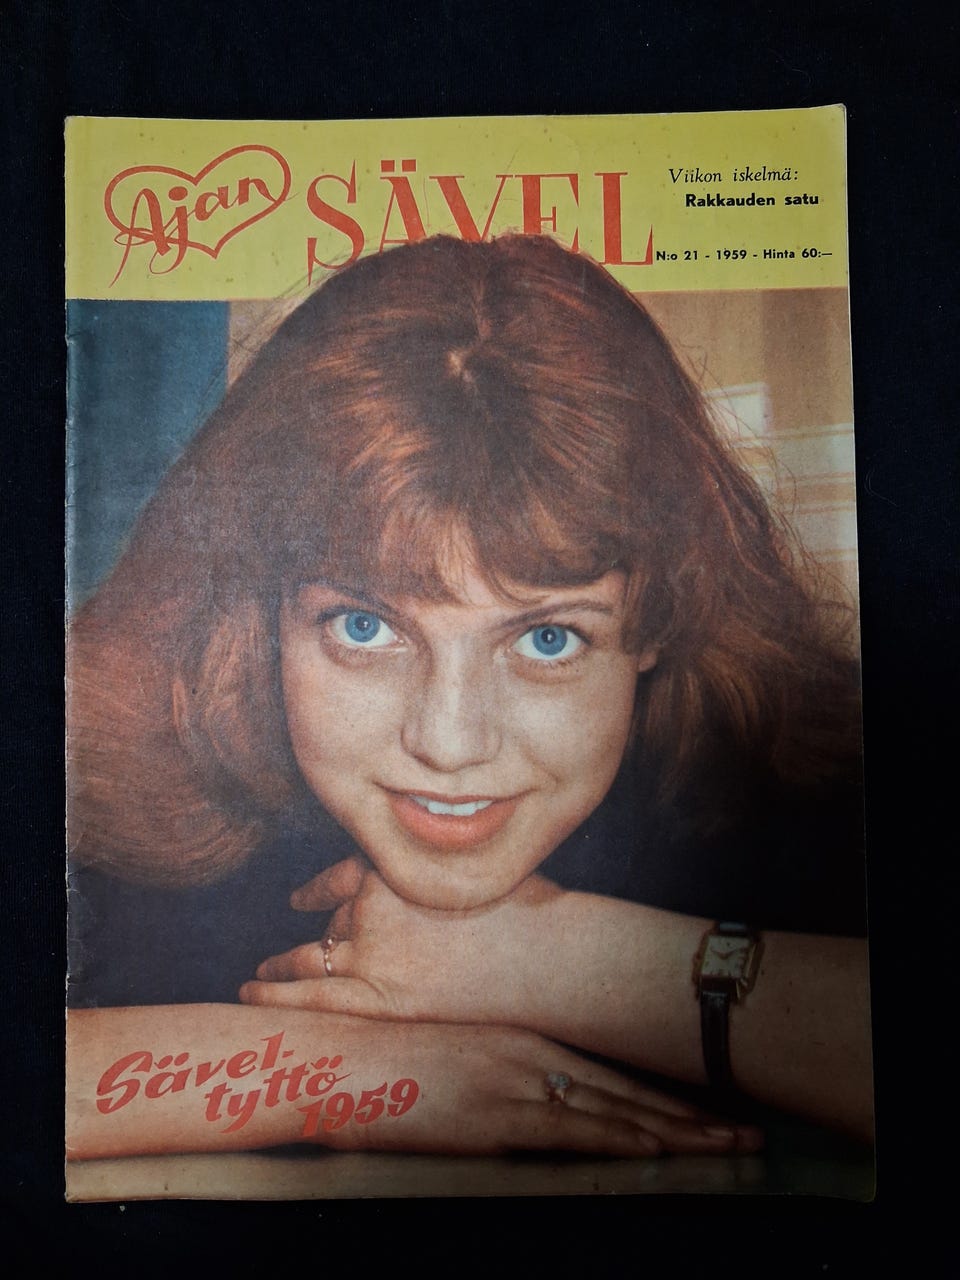 Ajan SÄVEL
Viikon iskelmä:
Rakkauden satu
N:o 21 - 1959 - Hinta 60:—
Sävel-
tyttö
1959